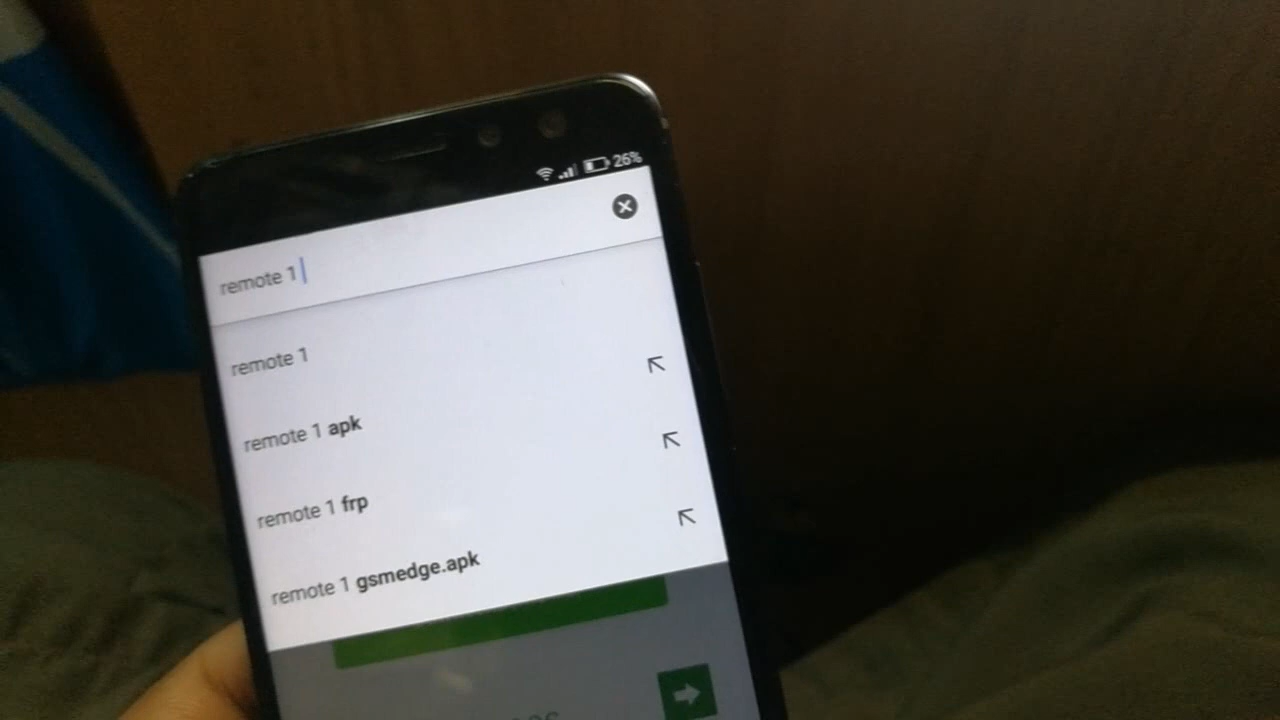 26%
remote 1
remote 1
remote 1 apk
remote 1 frp
remote 1 gsmedge.apk